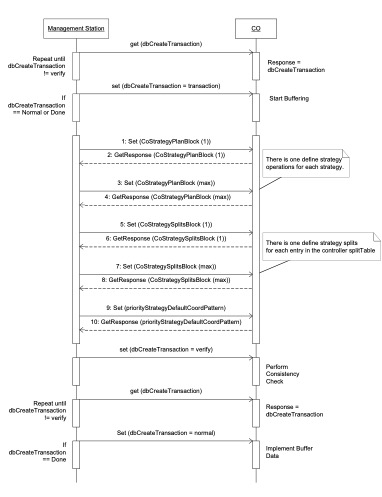 Management Station
CO
get (dbCreateTransaction)
Repeat until
dbCreateTransaction
!= verify
Response =
dbCreateTransaction
set (dbCreateTransaction = transaction)
If
dbCreateTransaction
== Normal or Done
Start Buffering
1: Set (CoStrategyPlanBlock (1))
2: GetResponse (CoStrategyPlanBlock (1))
There is one define strategy
operations for each strategy.
3: Set (CoStrategyPlanBlock (max))
4: GetResponse (CoStrategyPlanBlock (max))
5: Set (CoStrategySplitsBlock (1))
6: GetResponse (CoStrategySplitsBlock (1))
There is one define strategy splits
for each entry in the controller splitTable
7: Set (CoStrategySplitsBlock (max))
8: GetResponse (CoStrategySplitsBlock (max))
9: Set (priorityStrategyDefaultCoordPattern)
10: GetResponse (priorityStrategyDefaultCoordPattern)
set (dbCreateTransaction = verify)
Perform
Consistency
Check
get (dbCreateTransaction)
Repeat until
dbCreateTransaction
!= verify
Response =
dbCreateTransaction
Set (dbCreateTransaction = normal)
If
dbCreateTransaction
== Done
Implement Buffer
Data